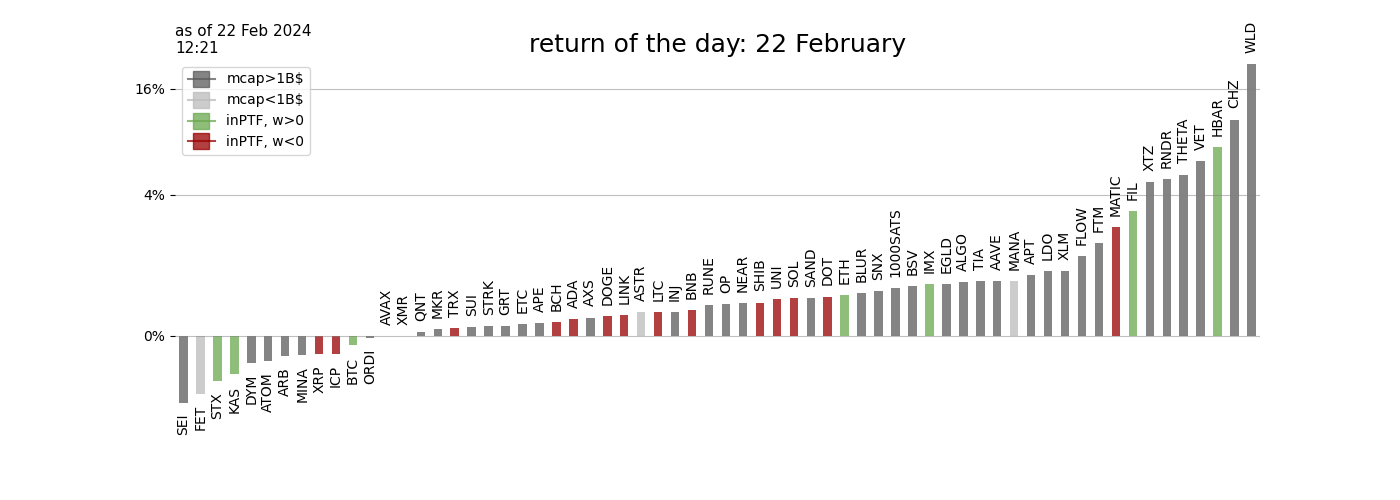 as of 22 Feb 2024
12:21
return of the day: 22 February
mcap>1B$
mcap<1B$
inPTF, w>0
inPTF, w<0
16%
4%
0%
SEI
FET
STX
KAS
DYM
ATOM
ARB
MINA
XRP
ICP
BTC
ORDI
AVAX
XMR
QNT
MKR
TRX
SUI
STRK
GRT
ETC
APE
BCH
ADA
AXS
DOGE
LINK
ASTR
LTC
INJ
BNB
RUNE
OP
NEAR
SHIB
UNI
SOL
SAND
DOT
ETH
BLUR
SNX
1000SATS
BSV
IMX
EGLD
ALGO
TIA
AAVE
MANA
APT
LDO
XLM
FLOW
FTM
MATIC
FIL
XTZ
RNDR
THETA
VET
HBAR
CHZ
WLD